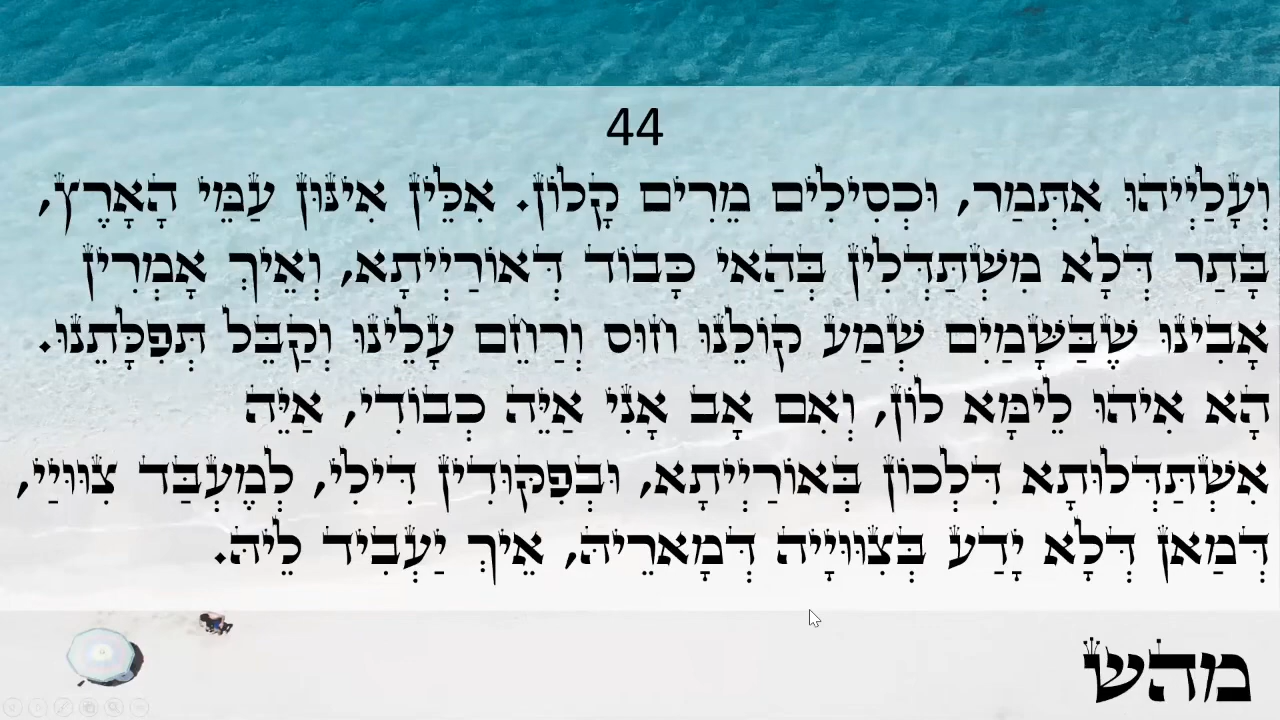 44
וְעָלַיְיהוּ אִתְּמַר, וּכְסִילִים מֵרִים קָלוֹן. אִלֵּין אִינּוּן עַמֵּי הָאָרֶץ,
בָּתַר דְּלָא מִשְׁתַּדְּלִין בְּהַאי כָּבוֹד דְּאוֹרַיְיתָא, וְאֵיךְ אָמְרִין
אָבִינוּ שֶׁבַּשָּׁמַיִם שְׁמַע קוֹלֵנוּ חוּס וְרַחֵם עָלֵינוּ וְקַבֵּל תְּפִלָּתֵנוּ.
הָא אִיהוּ לֵימָּא לוֹן, וְאִם אָב אָנִי אַיֵּה כְבוֹדִי, אַיֵּה
אִשְׁתַּדְּלוּתָא דִּלְכוֹן בְּאוֹרַיְיתָא, וּבְפִקּוּדִין דִּילִי, לְמֶעְבַּד צִוּוּיַי,
דְּמַאן דְּלָא יָדַע בְּצִוּוּיָיה דְּמָארֵיהּ, אֵיךְ יַעְבִיד לֵיהּ.
מהש